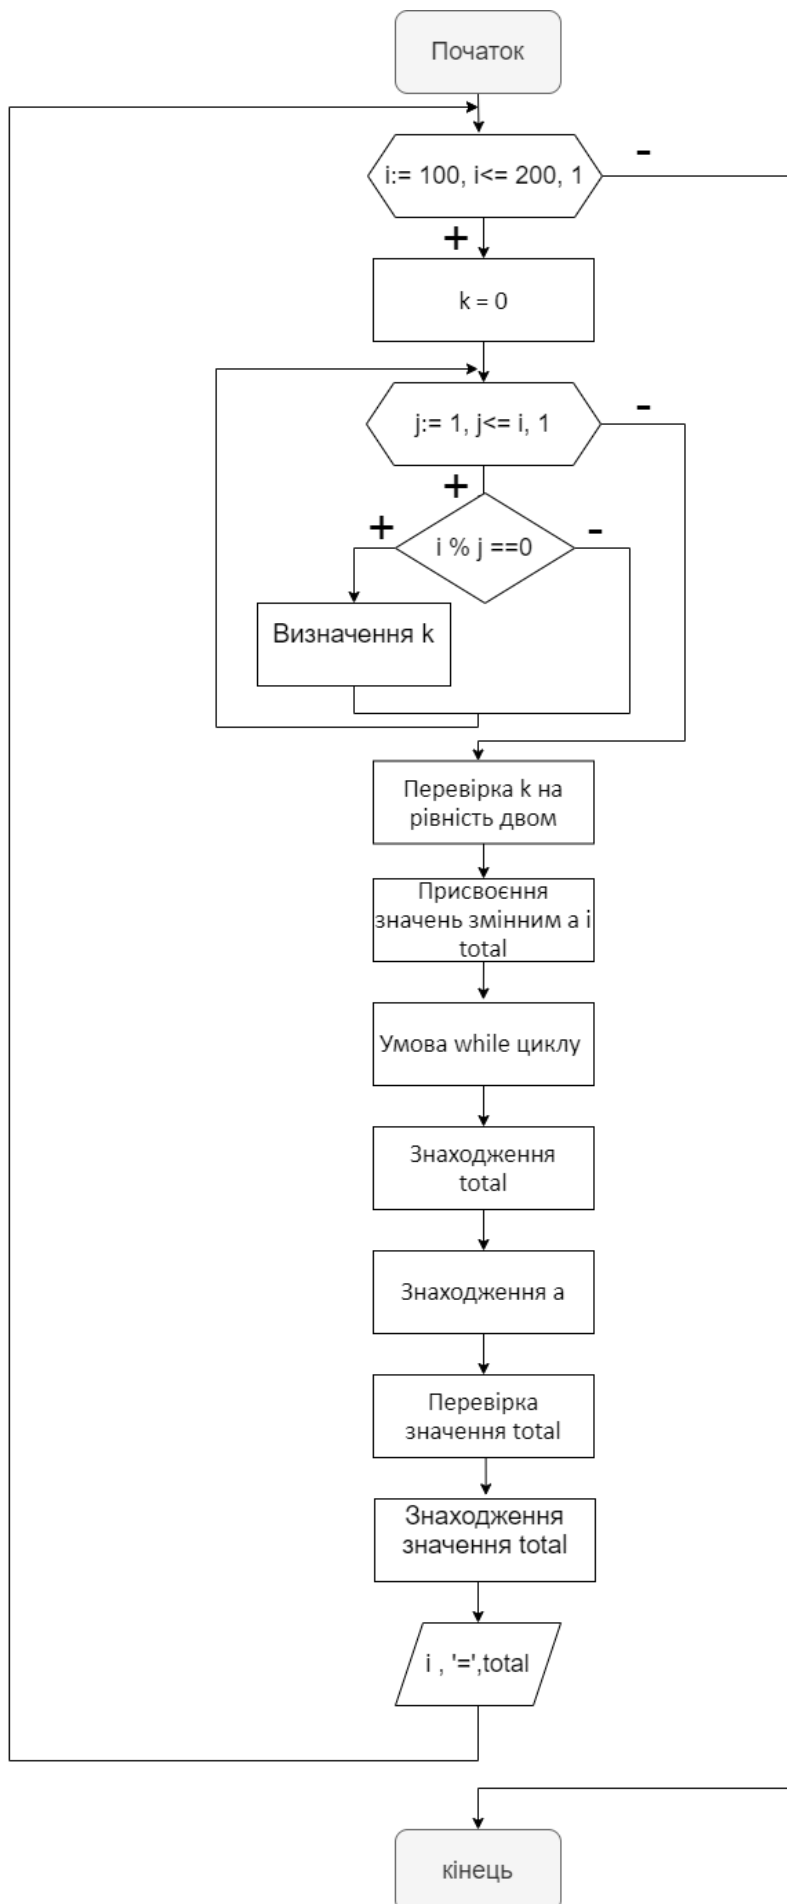 Початок
-
i:= 100, i<= 200, 1
+
k = 0
-
j:= 1, j<= i, 1
+
+
-
i % j ==0
Визначення k
Перевірка k на
рівність двом
Присвоєння
значень змінним a i
total
Умова while циклу
Знаходження
total
Знаходження a
Перевірка
значення total
Знаходження
значення total
i , '=',total
кінець